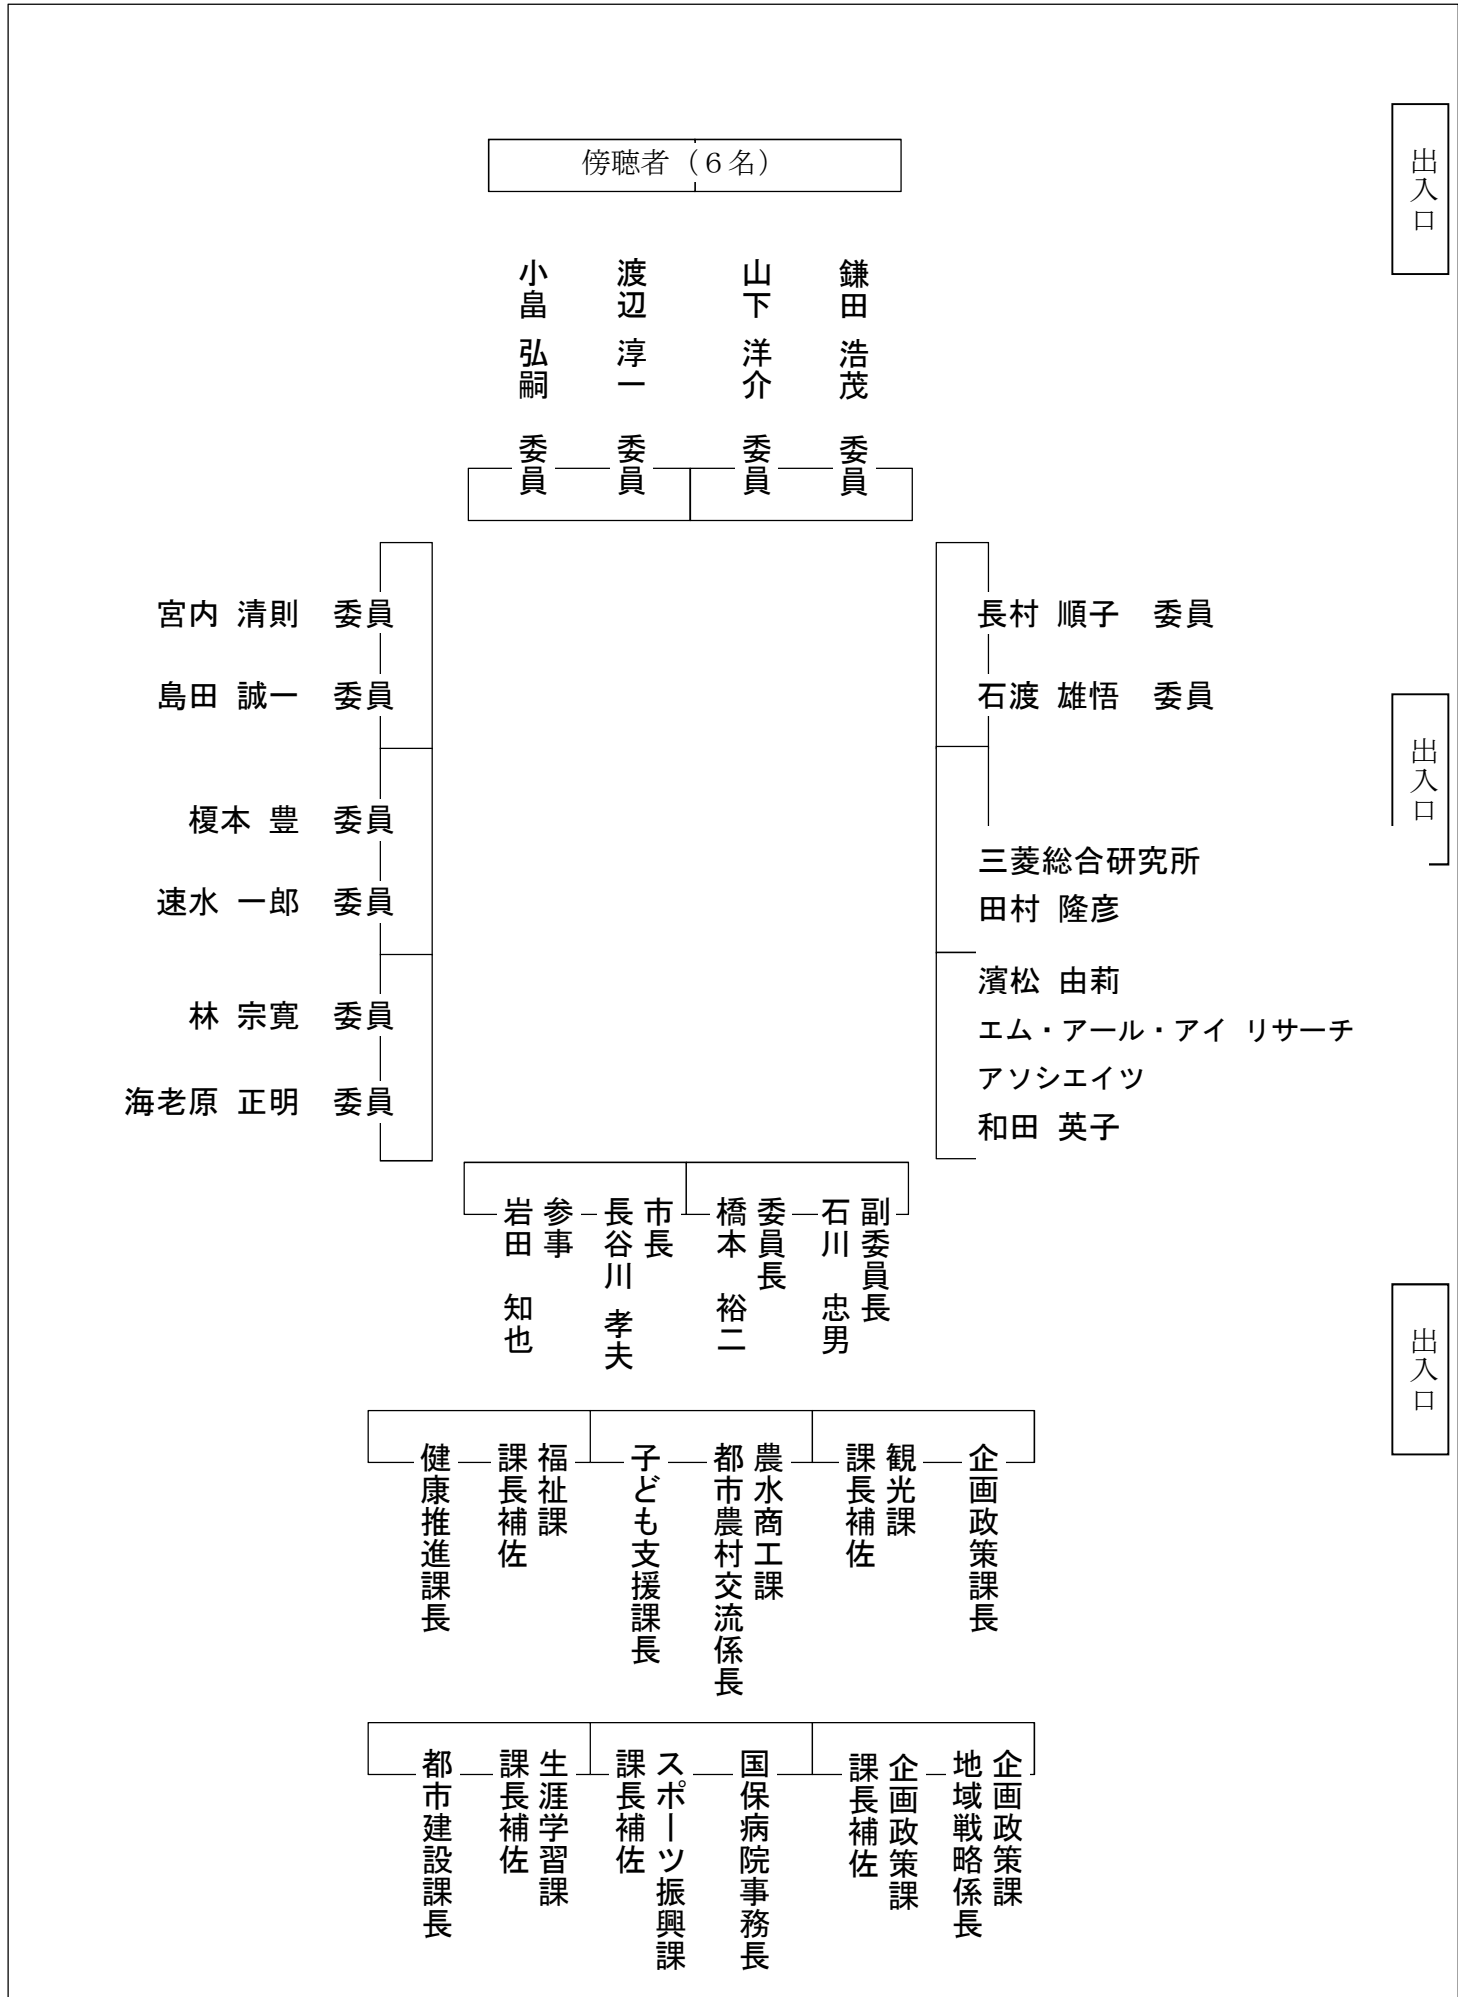 傍聴者（６名）
出入口
小畠 弘嗣 委員
渡辺 淳一 委員
山下 洋介 委員
鎌田 浩茂 委員
宮内 清則 委員
島田 誠一 委員
榎本 豊 委員
速水 一郎 委員
林 宗寛 委員
海老原 正明 委員
長村 順子 委員
石渡 雄悟 委員
出入口
三菱総合研究所
田村 隆彦
濱松 由莉
エム・アール・アイ リサーチ
アソシエイツ
和田 英子
参事
岩田 知也
市長
長谷川 孝夫
委員長
橋本 裕二
副委員長
石川 忠男
出入口
健康推進課長
福祉課
課長補佐
子ども支援課長
農水商工課
都市農村交流係長
観光課
課長補佐
企画政策課長
都市建設課長
生涯学習課
課長補佐
スポーツ振興課
課長補佐
国保病院事務長
企画政策課
課長補佐
企画政策課
地域戦略係長